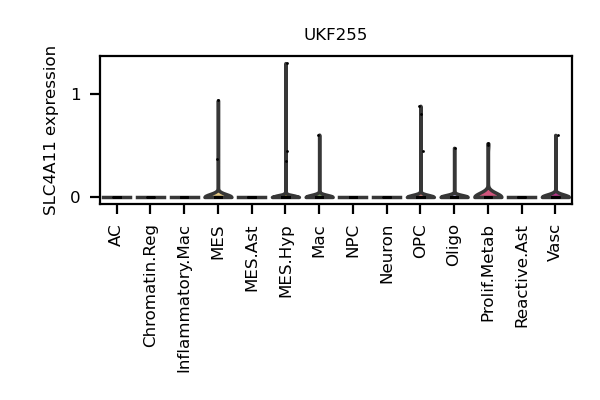 UKF255
SLC4A11 expression
1
0
AC
Chromatin.Reg
Inflammatory.Mac
MES
MES.Ast
MES.Hyp
Mac
NPC
Neuron
OPC
Oligo
Prolif.Metab
Reactive.Ast
Vasc